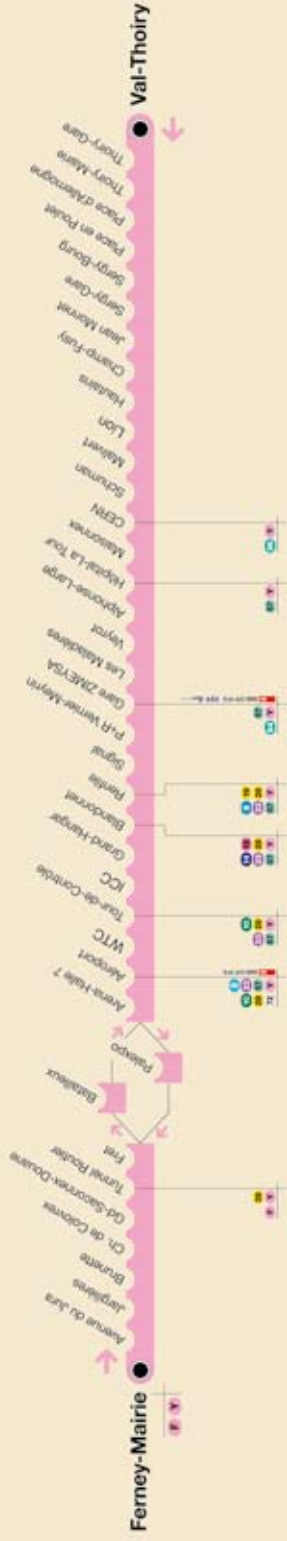 Val-Thoiry
Thoiry-Gare
Thoiry-Mairie
Place d'Allemogne
Place en Poulet
Sergy-Bourg
Sergy-Gare
Jean Monnet
Champ-Fusy
Hautains
Lion
Malivert
Schuman
CERN
Maisonnex
Hôpital-La Tour
Alphonse-Large
Veyrot
Les Maladières
Gare ZIMEYSA
P+R Vernier-Meyrin
Signal
Renfile
Blandonnet
Grand-Hangar
ICC
Tour-de-Contrôle
WTC
Aéroport
Arena-Halle 7
Palexpo
Batailleux
Fret
Tunnel Routier
Gd-Saconnex-Douane
Ch. de Colovrex
Brunette
Jargilières
Avenue du Jura
Ferney-Mairie
F Y